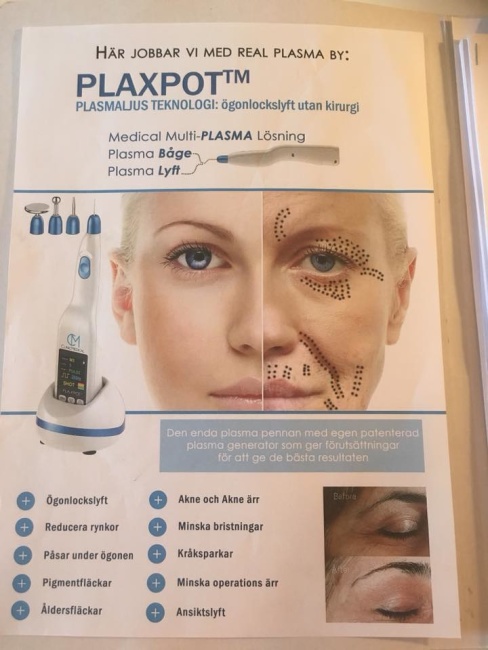 HÄR JOBBAR VI MED REAL PLASMA BY:
PLAXPOT™
PLASMALJUS TEKNOLOGI: ögonlockslyft utan kirurgi
Medical Multi-PLASMA Lösning
Plasma Båge
Plasma Lyft
CM
SHOT
Den enda plasma pennan med egen patenterad
plasma generator som ger förutsättningar
för att ge de bästa resultaten.
Ögonlockslyft
Reducera rynkor
Påsar under ögonen
Pigmentfläckar
Åldersfläckar
Akne och Akne ärr
Minska bristningar
Kråksparkar
Minska operations ärr
Ansiktslyft
Before